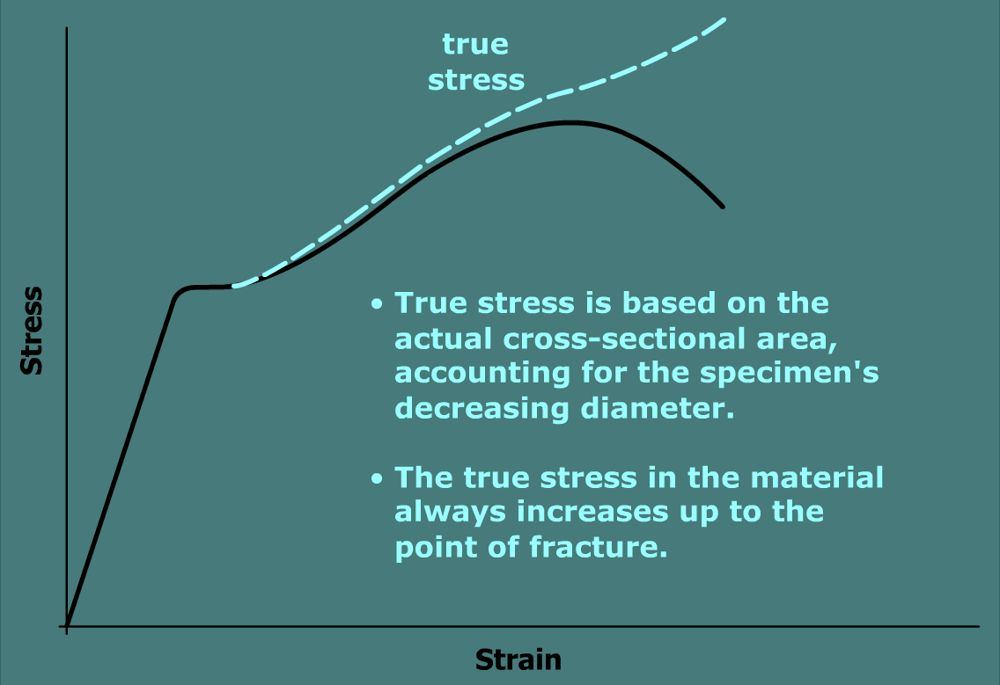 true
stress
Stress
• True stress is based on the
actual cross-sectional area,
accounting for the specimen's
decreasing diameter.
• The true stress in the material
always increases up to the
point of fracture.
Strain